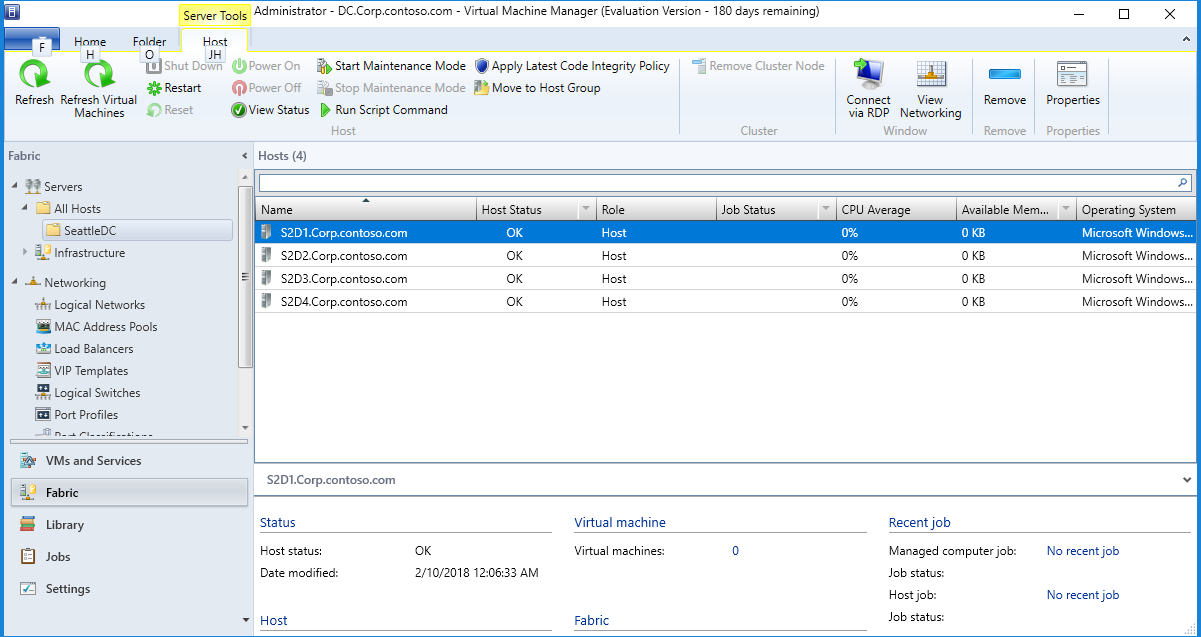 Server Tools
Administrator - DC.Corp.contoso.com - Virtual Machine Manager (Evaluation Version - 180 days remaining)
F
Home
Folder
Host
H
O
JH
Refresh
Refresh Virtual
Machines
Shut Down
Restart
Reset
Power On
Power Off
View Status
Start Maintenance Mode
Stop Maintenance Mode
Run Script Command
Apply Latest Code Integrity Policy
Move to Host Group
Host
Remove Cluster Node
Cluster
Connect
via RDP
View
Networking
Window
Remove
Remove
Properties
Properties
Fabric
Servers
All Hosts
SeattleDC
Infrastructure
Networking
Logical Networks
MAC Address Pools
Load Balancers
VIP Templates
Logical Switches
Port Profiles
Port Classifications
VMs and Services
Fabric
Library
Jobs
Settings
Hosts (4)
Name Host Status Role Job Status CPU Average Available Mem... Operating System
S2D1.Corp.contoso.com OK Host 0% 0 KB Microsoft Windows...
S2D2.Corp.contoso.com OK Host 0% 0 KB Microsoft Windows...
S2D3.Corp.contoso.com OK Host 0% 0 KB Microsoft Windows...
S2D4.Corp.contoso.com OK Host 0% 0 KB Microsoft Windows...
S2D1.Corp.contoso.com
Status
Host status: OK
Date modified: 2/10/2018 12:06:33 AM
Host
Virtual machine
Virtual machines: 0
Fabric
Recent job
Managed computer job: No recent job
Job status:
Host job: No recent job
Job status: